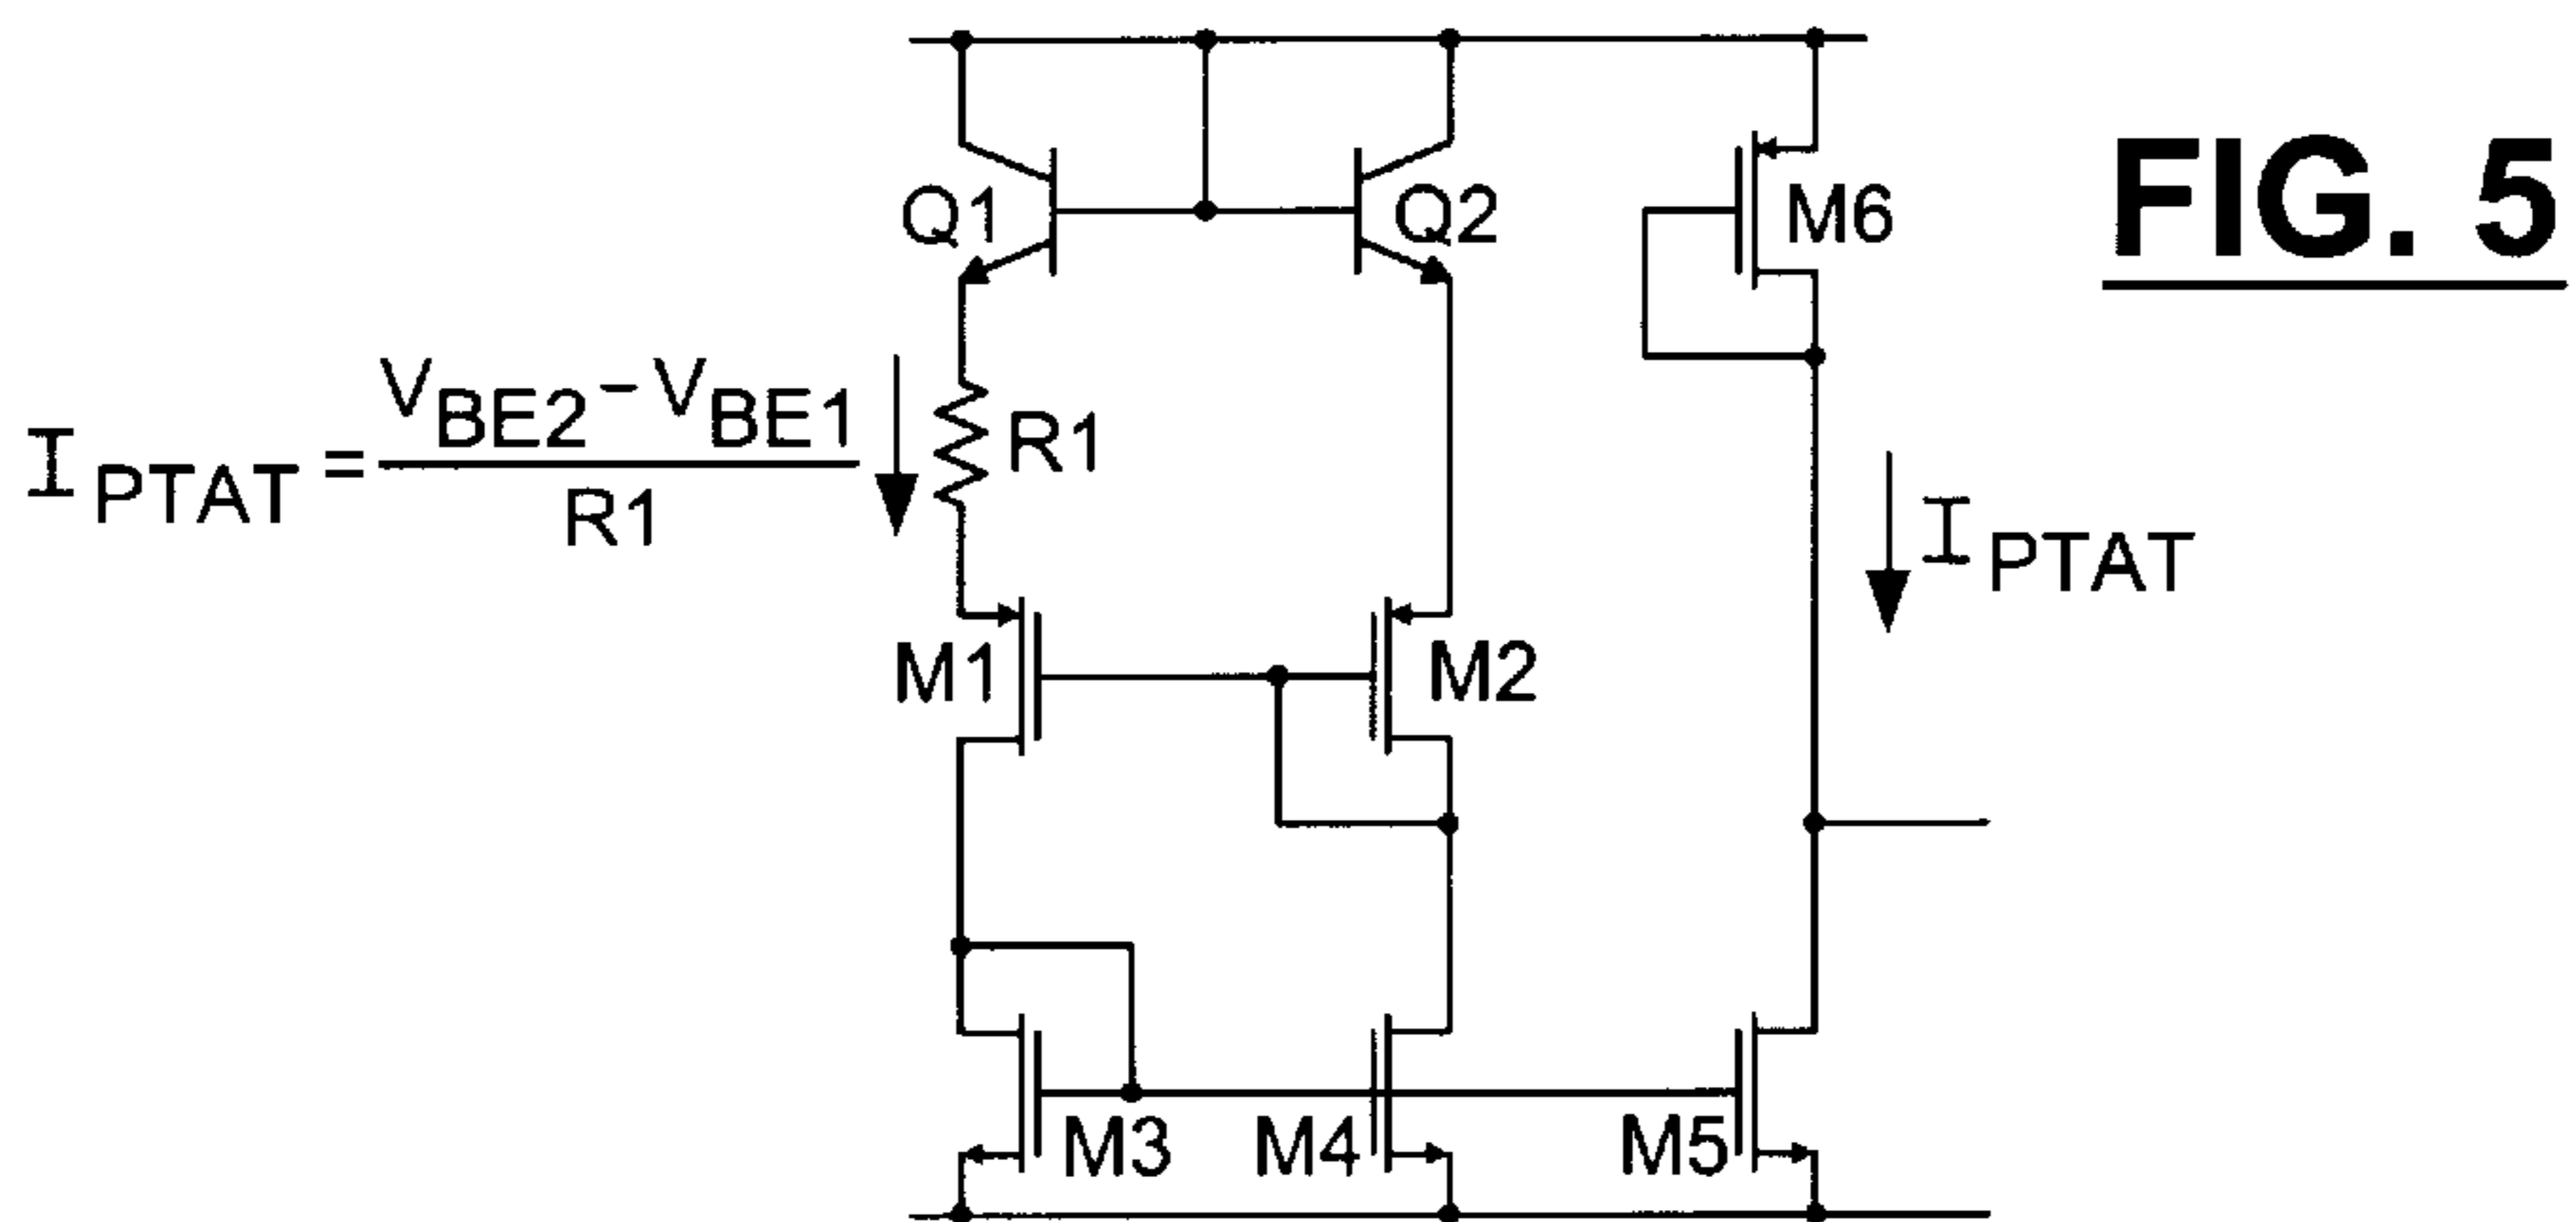 FIG. 5
Q1
Q2
M6
I PTAT = VBE2 - VBE1 / R1
R1
I PTAT
M1
M2
M3
M4
M5